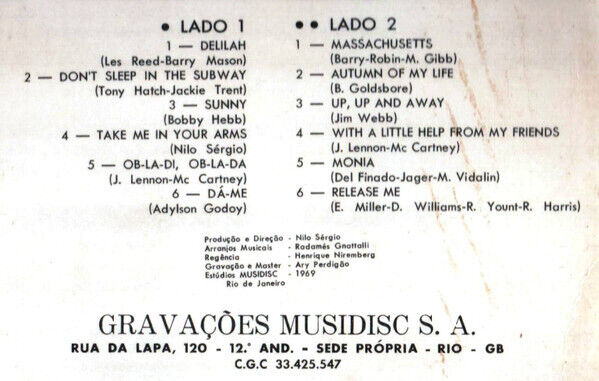 ● LADO 1
1 — DELILAH
(Les Reed-Barry Mason)
2 — DON'T SLEEP IN THE SUBWAY
(Tony Hatch-Jackie Trent)
3 — SUNNY
(Bobby Hebb)
4 — TAKE ME IN YOUR ARMS
(Nilo Sérgio)
5 — OB-LA-DI, OB-LA-DA
(J. Lennon-Mc Cartney)
6 — DÁ-ME
(Adylson Godoy)
●● LADO 2
1 — MASSACHUSETTS
(Barry-Robin-M. Gibb)
2 — AUTUMN OF MY LIFE
(B. Goldsbore)
3 — UP, UP AND AWAY
(Jim Webb)
4 — WITH A LITTLE HELP FROM MY FRIENDS
(J. Lennon-Mc Cartney)
5 — MONIA
(Del Finado-Jager-M. Vidalin)
6 — RELEASE ME
(E. Miller-D. Williams-R. Yount-R. Harris)
Produção e Direção - Nilo Sérgio
Arranjos Musicais - Radamés Gnattalli
Regência - Henrique Niremberg
Gravação e Master - Ary Perdigão
Estúdios MUSIDISC - 1969
Rio de Janeiro
GRAVAÇÕES MUSIDISC S. A.
RUA DA LAPA, 120 - 12.º AND. - SEDE PRÓPRIA - RIO - GB
C.G.C 33.425.547